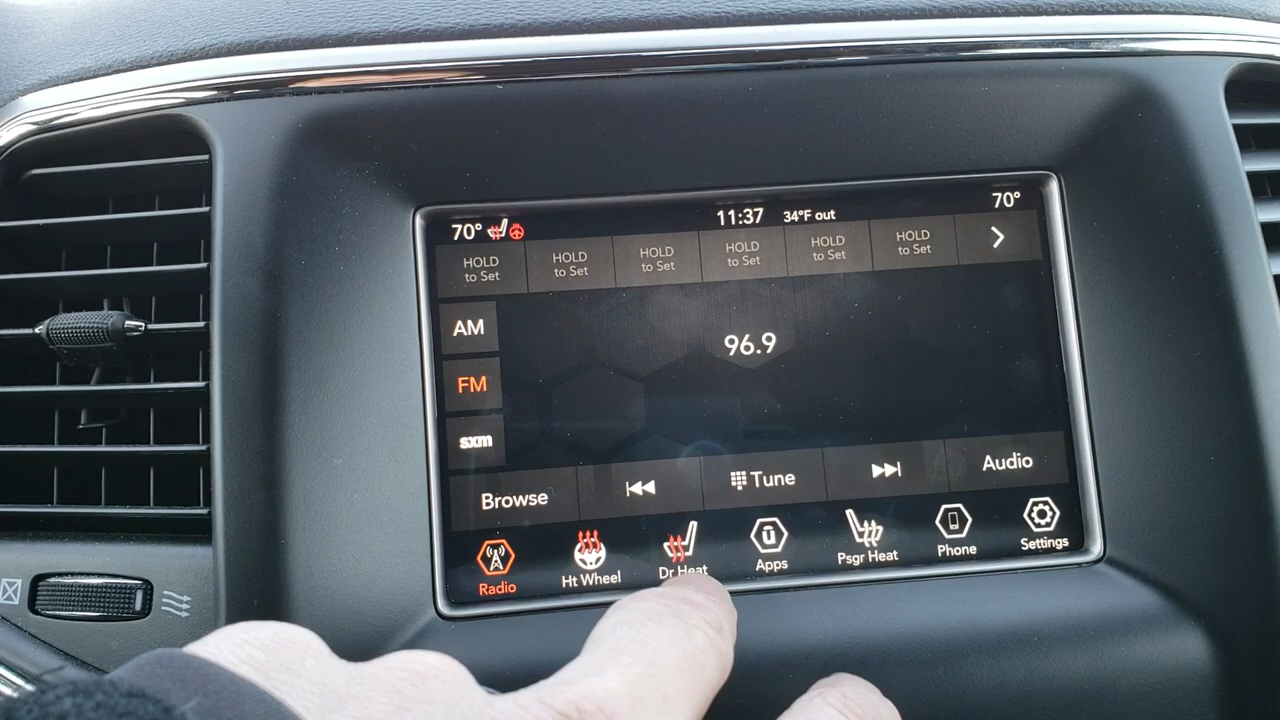 70° 11:37 34°F out 70°
HOLD to Set
HOLD to Set
HOLD to Set
HOLD to Set
HOLD to Set
HOLD to Set
AM
96.9
FM
sxm
Browse
Tune
Audio
Radio
Ht Wheel
Dr Heat
Apps
Psgr Heat
Phone
Settings